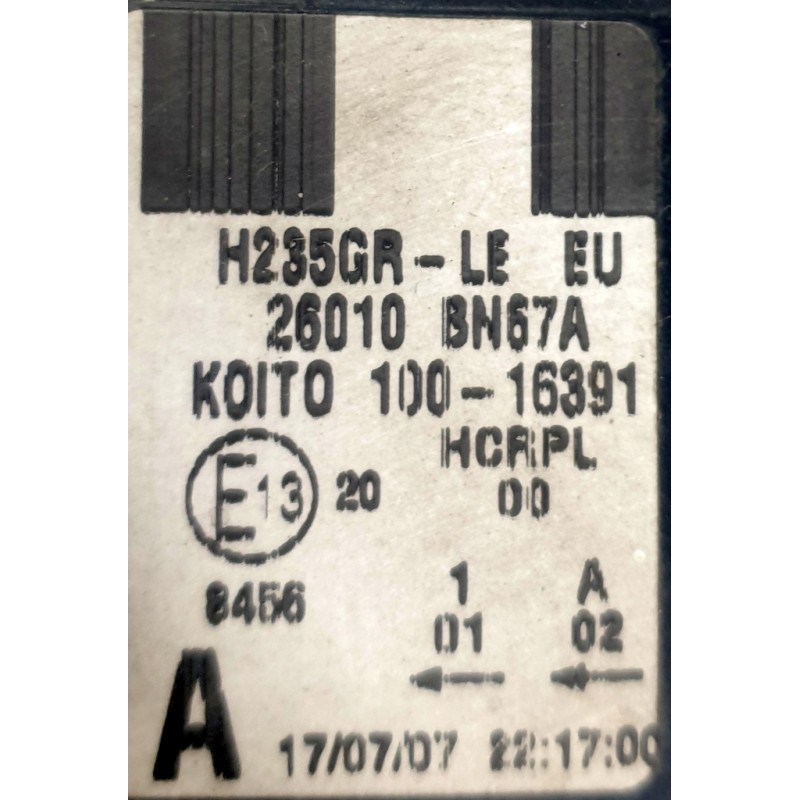 H235GR-LE EU
26010 BN67A
KOITO 100-16391
HCRPL
E13 20 00
8456
1 A
01 02
A
17/07/07 22:17:00